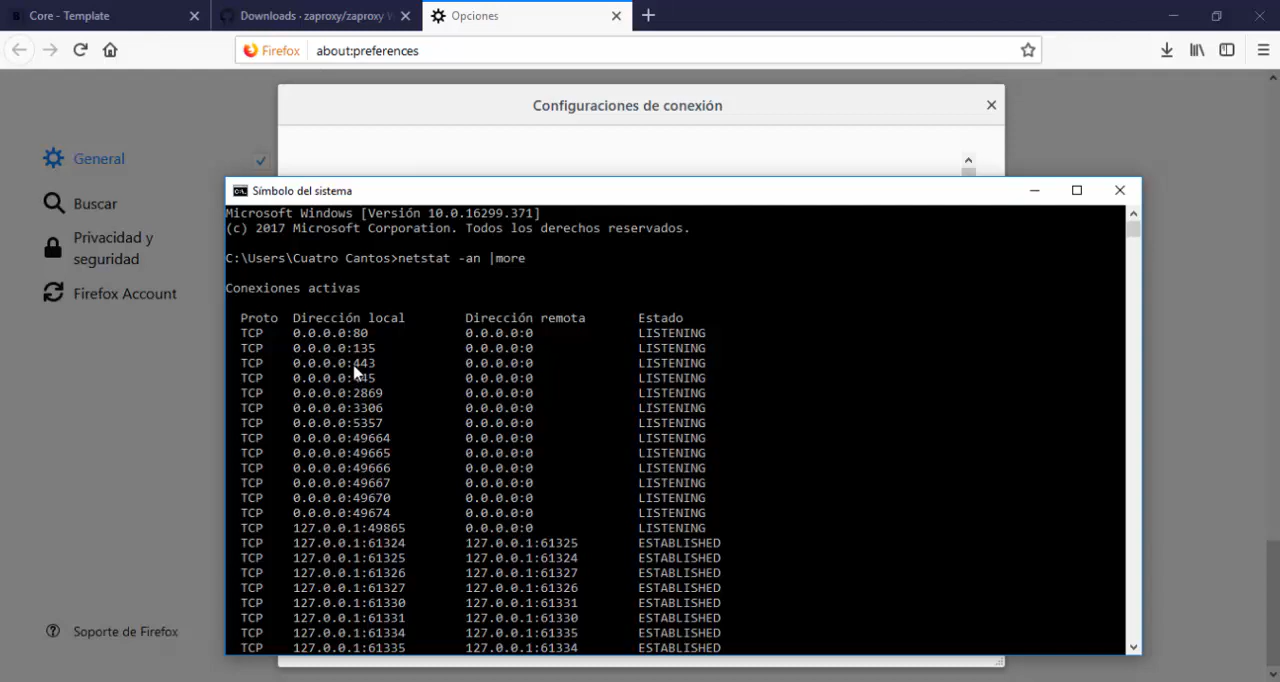 Core - Template
Downloads · zaproxy/zaproxy
Opciones
Firefox
about:preferences
Configuraciones de conexión
General
Buscar
Privacidad y
seguridad
Firefox Account
Soporte de Firefox
Símbolo del sistema
Microsoft Windows [Versión 10.0.16299.371]
(c) 2017 Microsoft Corporation. Todos los derechos reservados.
C:\Users\Cuatro Cantos>netstat -an |more
Conexiones activas
Proto Dirección local Dirección remota Estado
TCP 0.0.0.0:80 0.0.0.0:0 LISTENING
TCP 0.0.0.0:135 0.0.0.0:0 LISTENING
TCP 0.0.0.0:443 0.0.0.0:0 LISTENING
TCP 0.0.0.0:445 0.0.0.0:0 LISTENING
TCP 0.0.0.0:2869 0.0.0.0:0 LISTENING
TCP 0.0.0.0:3306 0.0.0.0:0 LISTENING
TCP 0.0.0.0:5357 0.0.0.0:0 LISTENING
TCP 0.0.0.0:49664 0.0.0.0:0 LISTENING
TCP 0.0.0.0:49665 0.0.0.0:0 LISTENING
TCP 0.0.0.0:49666 0.0.0.0:0 LISTENING
TCP 0.0.0.0:49667 0.0.0.0:0 LISTENING
TCP 0.0.0.0:49670 0.0.0.0:0 LISTENING
TCP 0.0.0.0:49674 0.0.0.0:0 LISTENING
TCP 127.0.0.1:49865 0.0.0.0:0 LISTENING
TCP 127.0.0.1:61324 127.0.0.1:61325 ESTABLISHED
TCP 127.0.0.1:61325 127.0.0.1:61324 ESTABLISHED
TCP 127.0.0.1:61326 127.0.0.1:61327 ESTABLISHED
TCP 127.0.0.1:61327 127.0.0.1:61326 ESTABLISHED
TCP 127.0.0.1:61330 127.0.0.1:61331 ESTABLISHED
TCP 127.0.0.1:61331 127.0.0.1:61330 ESTABLISHED
TCP 127.0.0.1:61334 127.0.0.1:61335 ESTABLISHED
TCP 127.0.0.1:61335 127.0.0.1:61334 ESTABLISHED